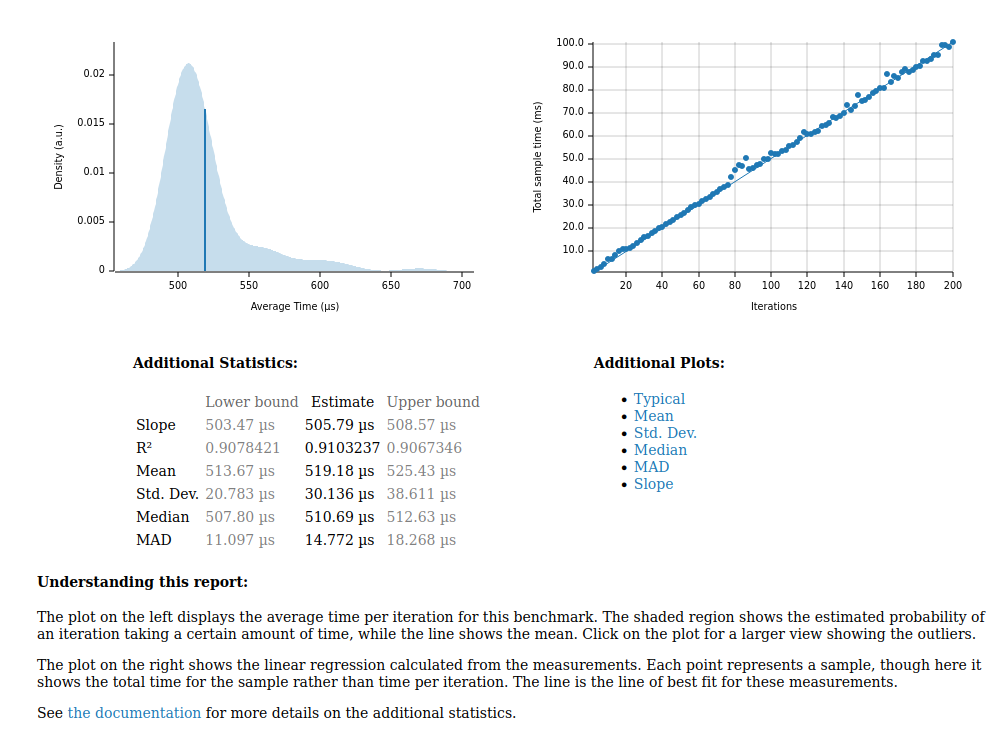 Density (a.u.)
0.02
0.015
0.01
0.005
0
500 550 600 650 700
Average Time (µs)
Total sample time (ms)
100.0
90.0
80.0
70.0
60.0
50.0
40.0
30.0
20.0
10.0
20 40 60 80 100 120 140 160 180 200
Iterations
Additional Statistics:
Lower bound Estimate Upper bound
Slope 503.47 µs 505.79 µs 508.57 µs
R² 0.9078421 0.9103237 0.9067346
Mean 513.67 µs 519.18 µs 525.43 µs
Std. Dev. 20.783 µs 30.136 µs 38.611 µs
Median 507.80 µs 510.69 µs 512.63 µs
MAD 11.097 µs 14.772 µs 18.268 µs
Additional Plots:
• Typical
• Mean
• Std. Dev.
• Median
• MAD
• Slope
Understanding this report:
The plot on the left displays the average time per iteration for this benchmark. The shaded region shows the estimated probability of
an iteration taking a certain amount of time, while the line shows the mean. Click on the plot for a larger view showing the outliers.
The plot on the right shows the linear regression calculated from the measurements. Each point represents a sample, though here it
shows the total time for the sample rather than time per iteration. The line is the line of best fit for these measurements.
See the documentation for more details on the additional statistics.